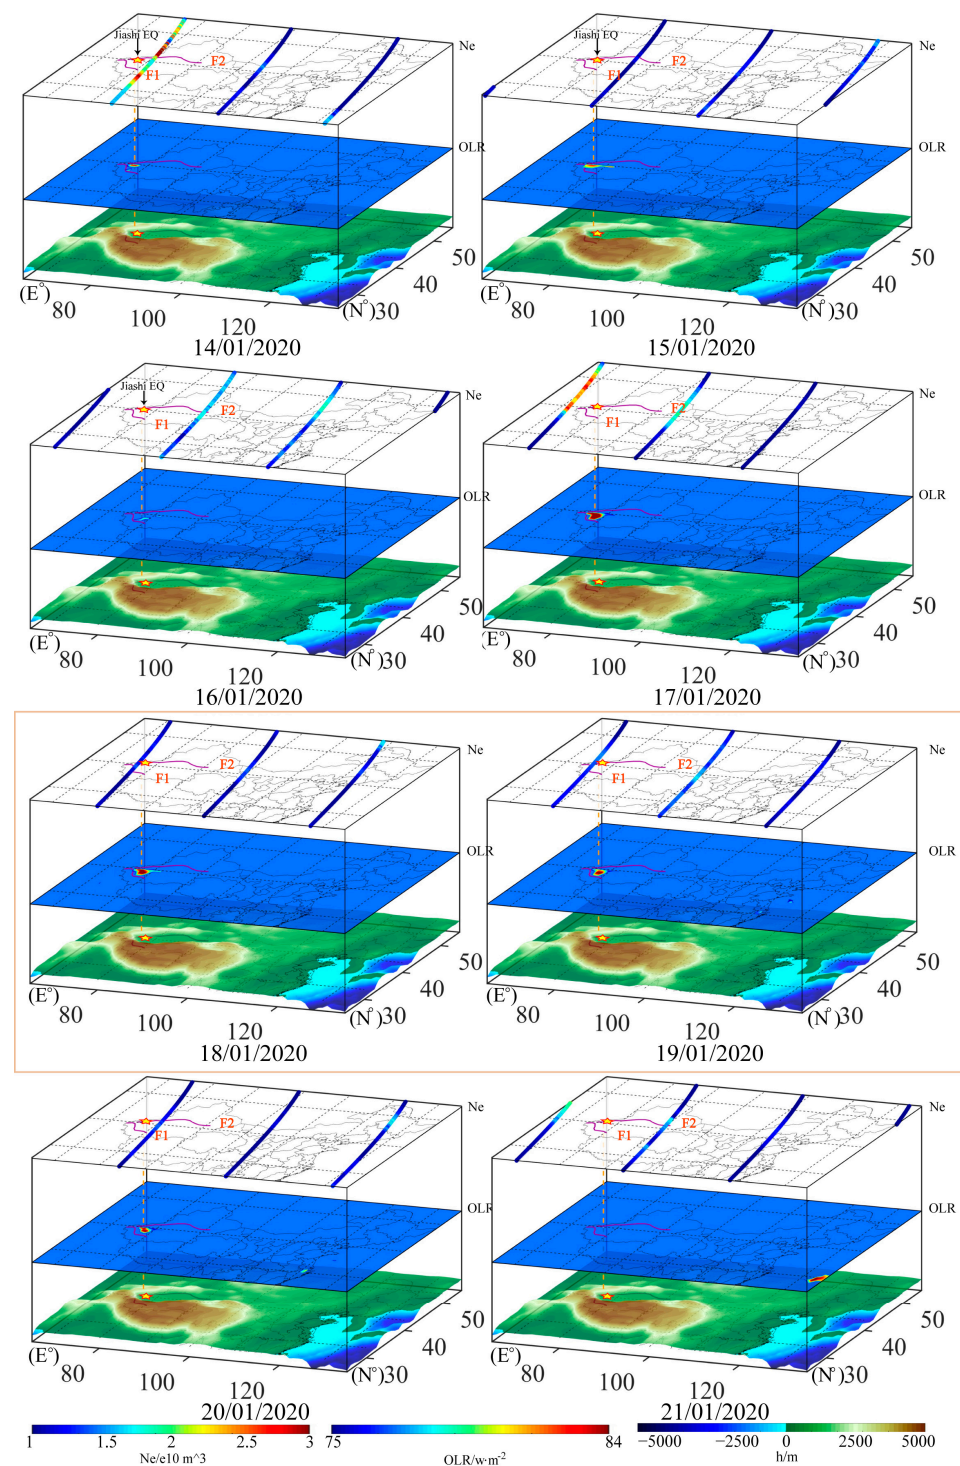 Jiashi EQ
Ne
F1
F2
OLR
50
40
(N°)30
(E°)
80
100
120
14/01/2020
Jiashi EQ
Ne
F1
F2
OLR
50
40
(N°)30
(E°)
80
100
120
15/01/2020
Jiashi EQ
Ne
F1
F2
OLR
50
40
(N°)30
(E°)
80
100
120
16/01/2020
Jiashi EQ
Ne
F1
F2
OLR
50
40
(N°)30
(E°)
80
100
120
17/01/2020
Ne
F1
F2
OLR
50
40
(N°)30
(E°)
80
100
120
18/01/2020
Ne
F1
F2
OLR
50
40
(N°)30
(E°)
80
100
120
19/01/2020
Ne
F1
F2
OLR
50
40
(N°)30
(E°)
80
100
120
20/01/2020
Ne
F1
F2
OLR
50
40
(N°)30
(E°)
80
100
120
21/01/2020
1 1.5 2 2.5 3
Ne/e10 m^3
75 84
OLR/w·m-2
−5000 −2500 0 2500 5000
h/m